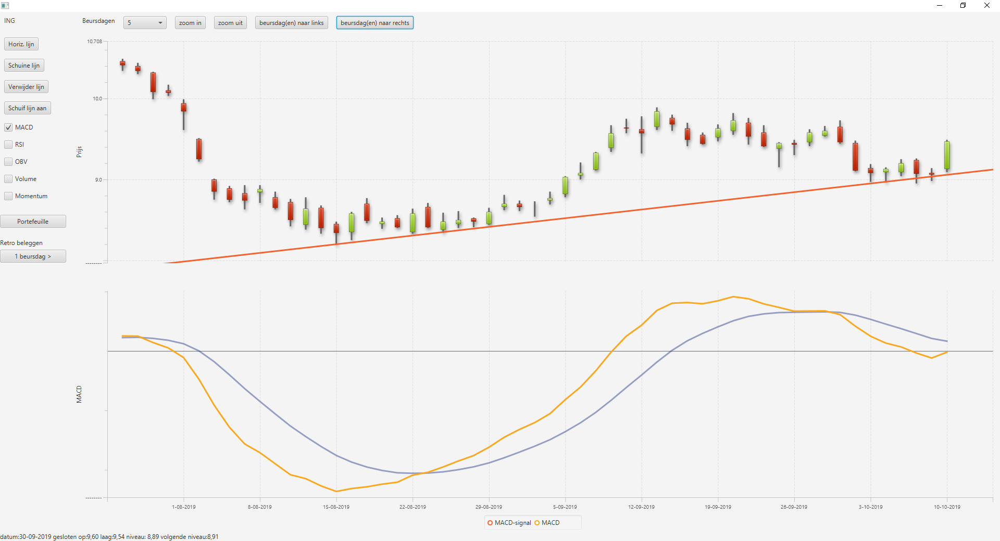 ING
Beursdagen 5 zoom in zoom uit beursdag(en) naar links beursdag(en) naar rechts
Horiz. lijn
Schuine lijn
Verwijder lijn
Schuif lijn aan
MACD
RSI
OBV
Volume
Momentum
Portefeuille
Retro beleggen
1 beursdag >
10.708
10.0
9.0
--------
Prijs
MACD
--------
1-08-2019 8-08-2019 15-08-2019 22-08-2019 29-08-2019 5-09-2019 12-09-2019 19-09-2019 26-09-2019 3-10-2019 10-10-2019
MACD-signal MACD
datum:30-09-2019 gesloten op:9,60 laag:9,54 niveau: 8,89 volgende niveau:8,91